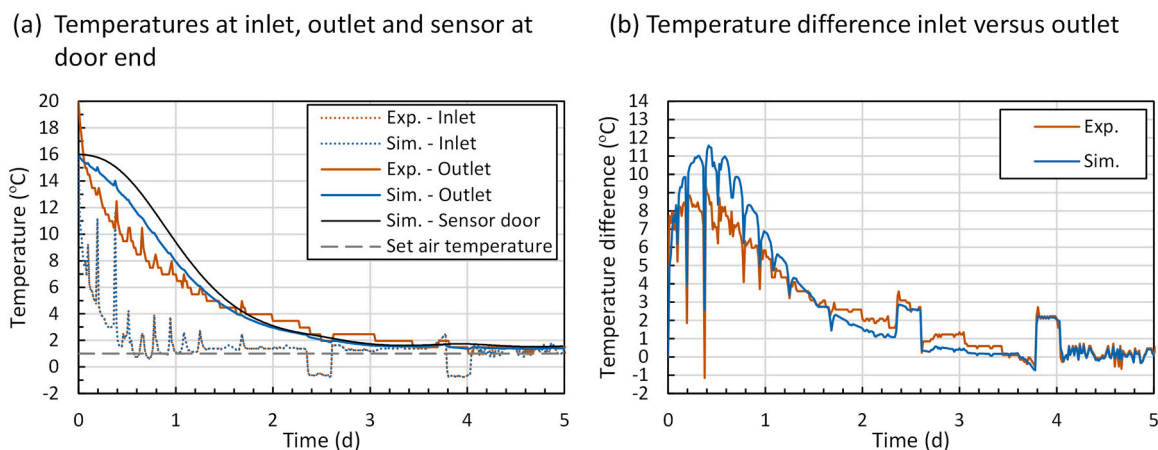 (a) Temperatures at inlet, outlet and sensor at
door end
Temperature (°C)
20
18
16
14
12
10
8
6
4
2
0
-2
0
1
2
3
4
5
Time (d)
Exp. - Inlet
Sim. - Inlet
Exp. - Outlet
Sim. - Outlet
Sim. - Sensor door
Set air temperature
(b) Temperature difference inlet versus outlet
Temperature difference (°C)
14
13
12
11
10
9
8
7
6
5
4
3
2
1
0
-1
-2
0
1
2
3
4
5
Time (d)
Exp.
Sim.